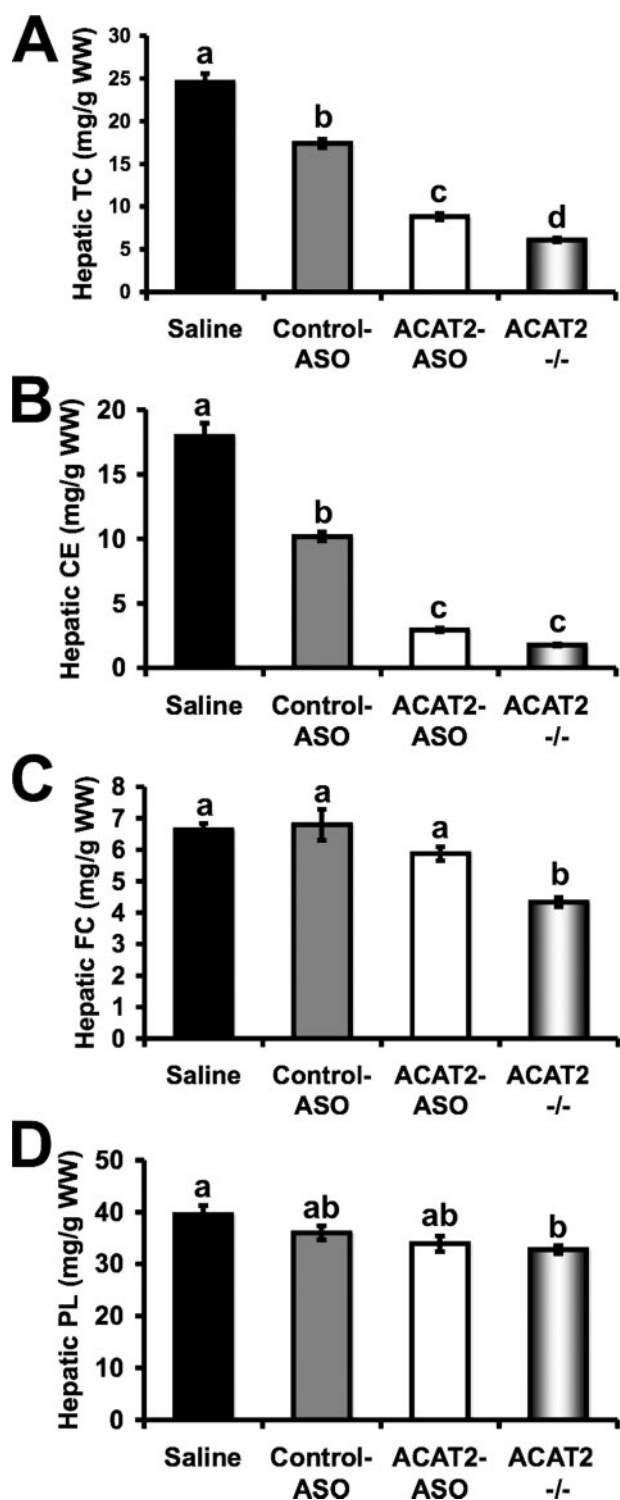 A
Hepatic TC (mg/g WW)
25
20
15
10
5
0
a
b
c
d
Saline
Control-
ASO
ACAT2-
ASO
ACAT2
-/-
B
Hepatic CE (mg/g WW)
20
15
10
5
0
a
b
c
c
Saline
Control-
ASO
ACAT2-
ASO
ACAT2
-/-
C
Hepatic FC (mg/g WW)
8
7
6
5
4
3
2
1
0
a
a
a
b
Saline
Control-
ASO
ACAT2-
ASO
ACAT2
-/-
D
Hepatic PL (mg/g WW)
50
40
30
20
10
0
a
ab
ab
b
Saline
Control-
ASO
ACAT2-
ASO
ACAT2
-/-